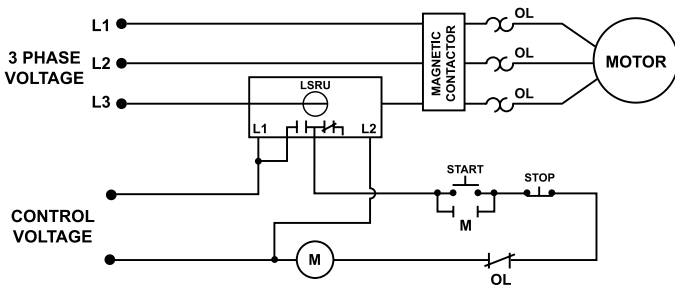 L1
OL
3 PHASE
VOLTAGE
L2
MAGNETIC
CONTACTOR
OL
MOTOR
L3
LSRU
OL
L1
L2
START
STOP
M
CONTROL
VOLTAGE
M
OL